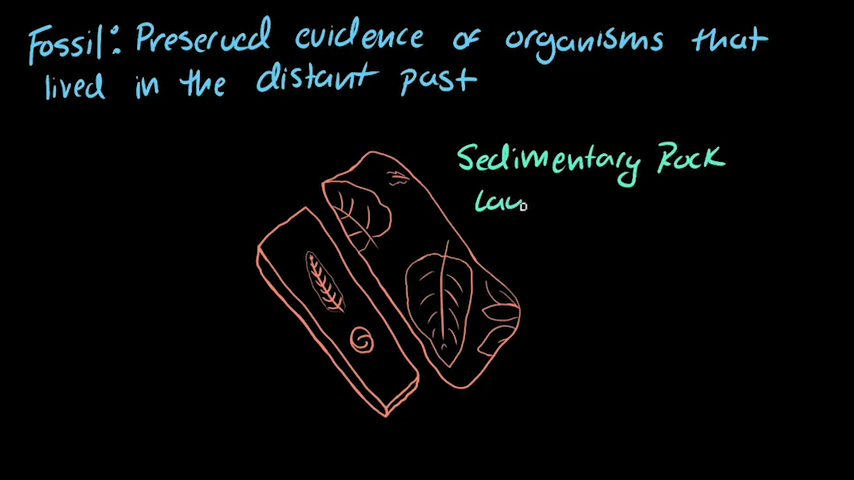 Fossil: Preserved evidence of organisms that
lived in the distant past
Sedimentary Rock